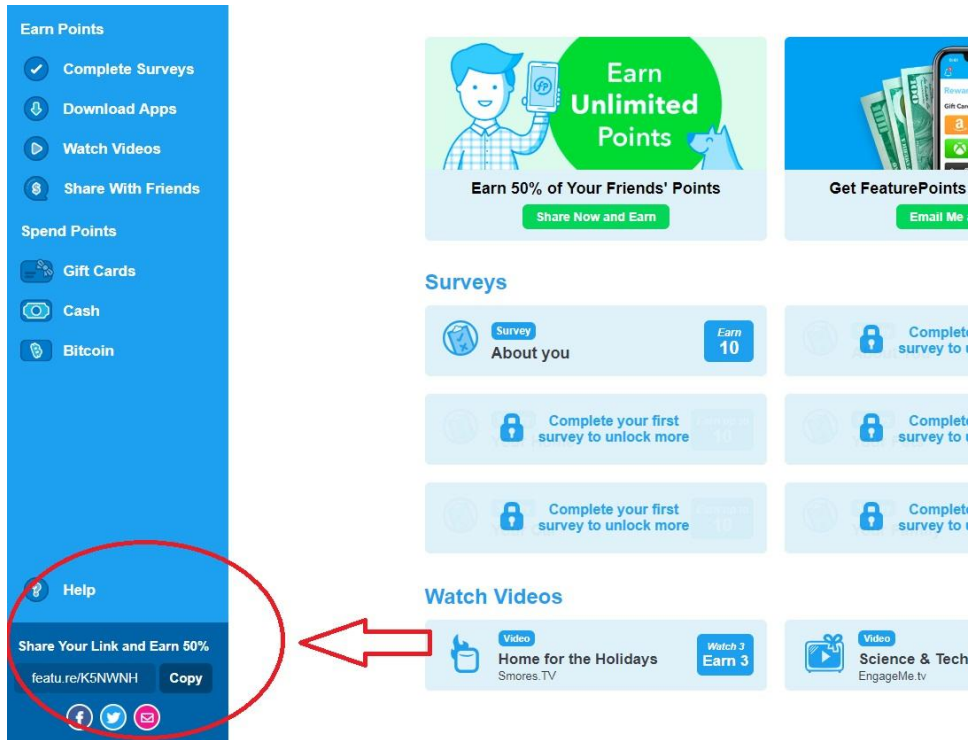 Earn Points
Complete Surveys
Download Apps
Watch Videos
Share With Friends
Spend Points
Gift Cards
Cash
Bitcoin
Help
Share Your Link and Earn 50%
featu.re/K5NWNH
Copy
Earn
Unlimited
Points
Earn 50% of Your Friends' Points
Share Now and Earn
Get FeaturePoints
Email Me
Surveys
Survey
About you
Earn
10
Complete your first
survey to unlock more
Complete your first
survey to unlock more
Watch Videos
Video
Home for the Holidays
Smores.TV
Watch 3
Earn 3
Video
Science & Tech
EngageMe.tv